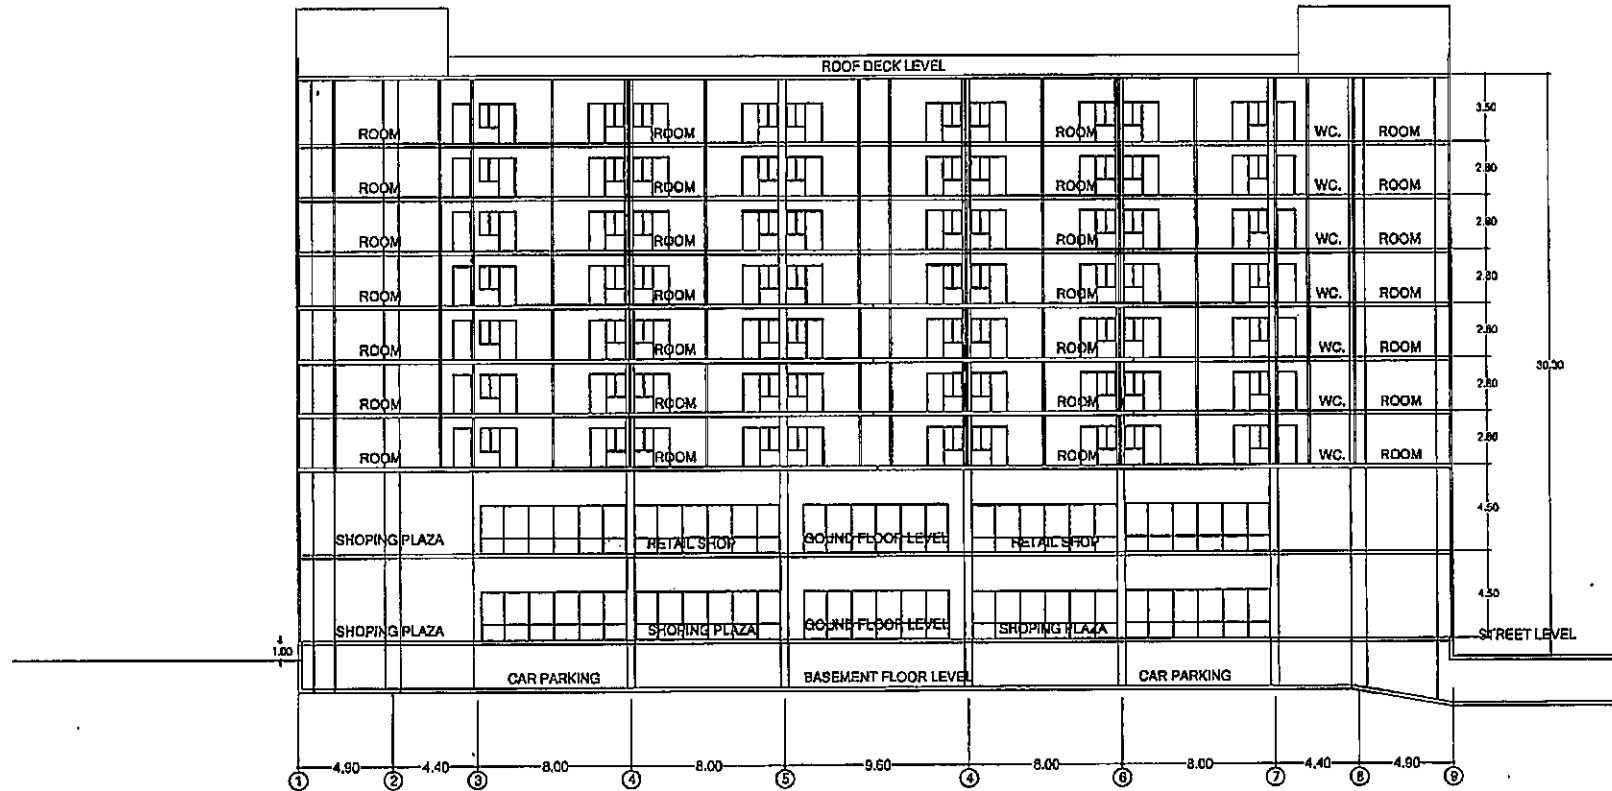 ROOF DECK LEVEL
ROOM ROOM ROOM WC. ROOM 3.50
ROOM ROOM ROOM WC. ROOM 2.80
ROOM ROOM ROOM WC. ROOM 2.80
ROOM ROOM ROOM WC. ROOM 2.80
ROOM ROOM ROOM WC. ROOM 2.80
30.00
ROOM ROOM ROOM WC. ROOM 2.80
ROOM ROOM ROOM WC. ROOM 2.80
4.50
SHOPING PLAZA RETAIL SHOP GOUND FLOOR LEVEL RETAIL SHOP
4.50
SHOPING PLAZA SHOPING PLAZA GOUND FLOOR LEVEL SHOPING PLAZA STREET LEVEL
1.00
CAR PARKING BASEMENT FLOOR LEVEL CAR PARKING
4.90 4.40 8.00 8.00 9.60 8.00 8.00 4.40 4.90
1 2 3 4 5 4 6 7 8 9